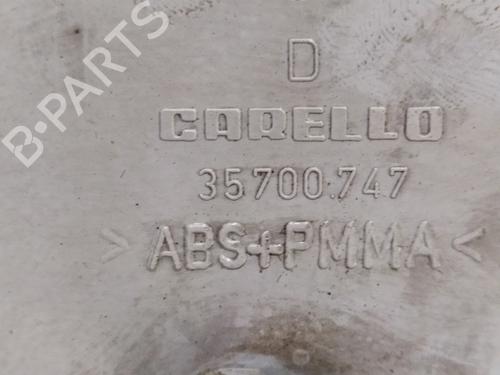 B-PARTS
D
CARELLO
35700.747
> ABS+PMMA <